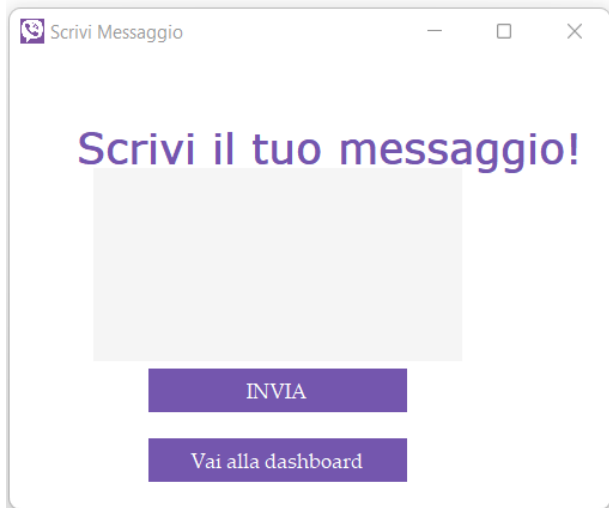 Scrivi Messaggio
Scrivi il tuo messaggio!
INVIA
Vai alla dashboard